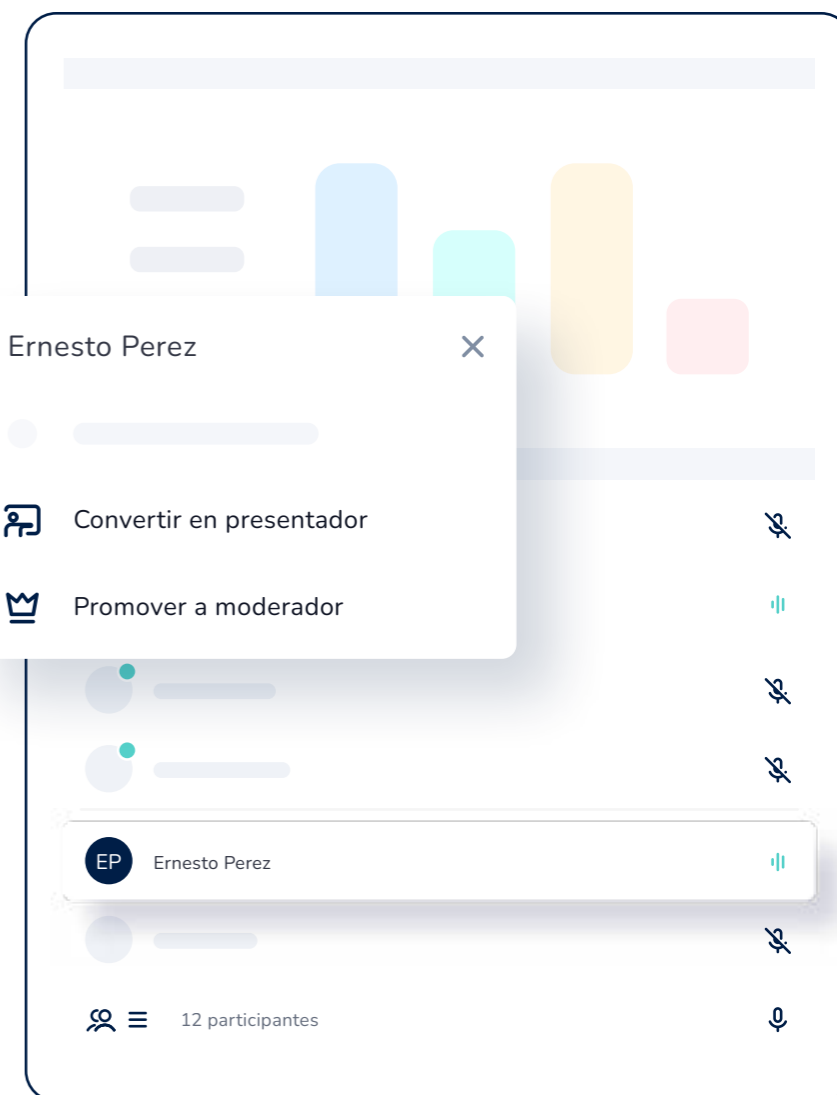 Ernesto Perez
Convertir en presentador
Promover a moderador
EP Ernesto Perez
12 participantes